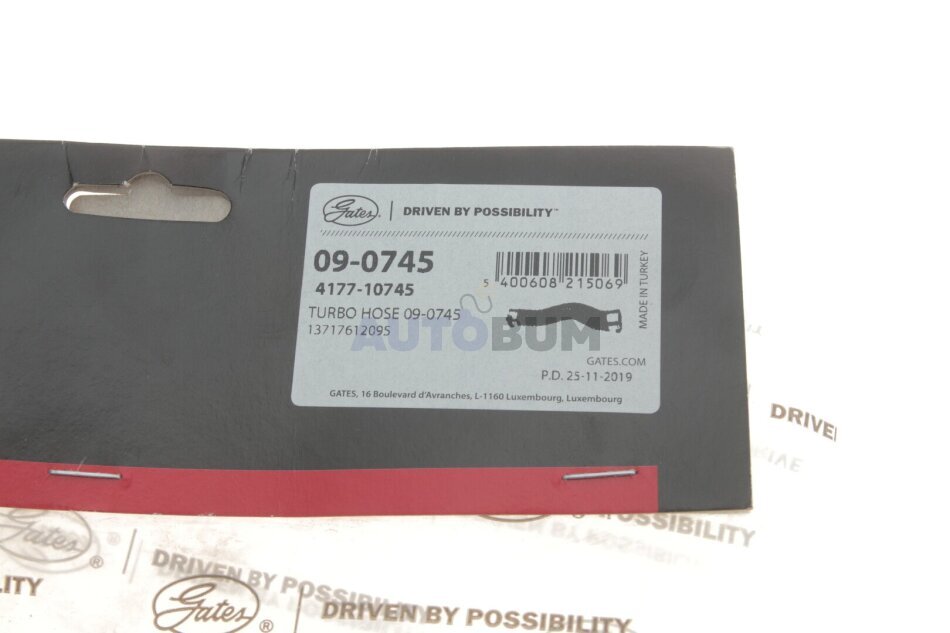 Gates | DRIVEN BY POSSIBILITY™
09-0745
4177-10745
TURBO HOSE 09-0745
13717612095
5 400608 215069
MADE IN TURKEY
AUTOBUM
GATES.COM
P.D. 25-11-2019
GATES, 16 Boulevard d'Avranches, L-1160 Luxembourg, Luxembourg
DRIVE
POSSIBILITY
Gates® | DRIVEN BY POSSIBILITY
LITY
Gates® | DRIVEN BY POSSIBILITY